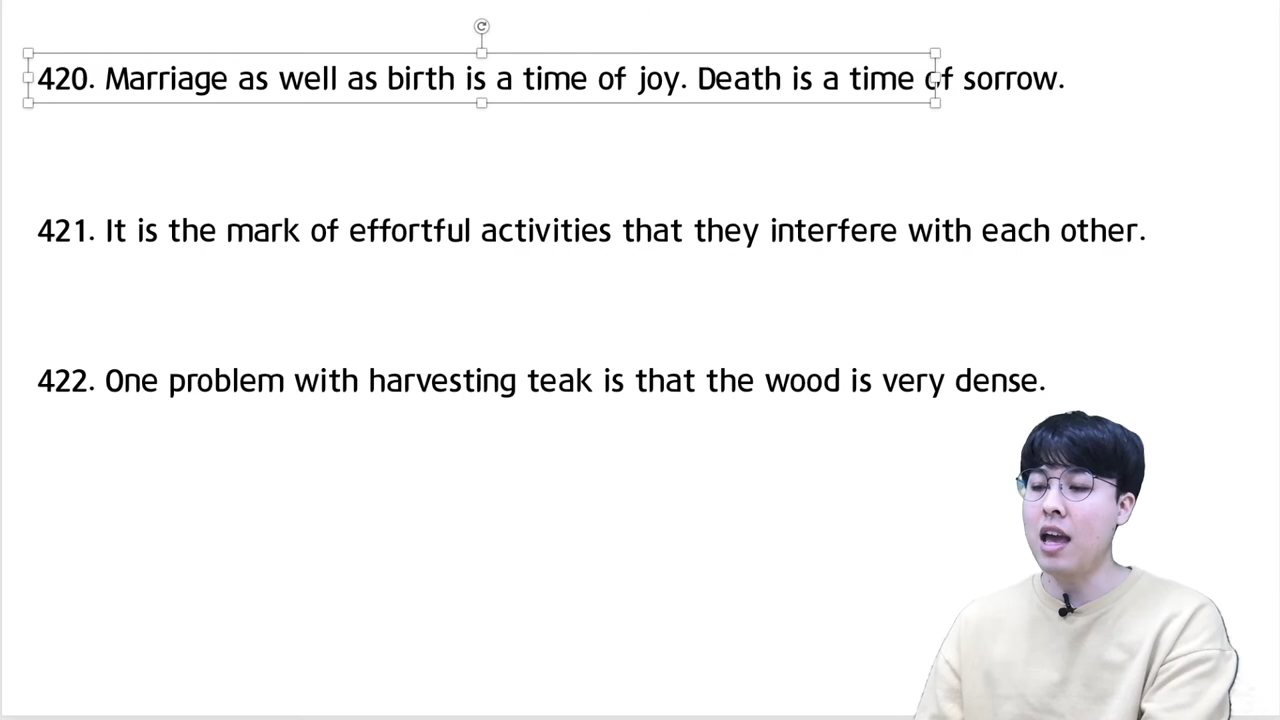 420. Marriage as well as birth is a time of joy. Death is a time of sorrow.
421. It is the mark of effortful activities that they interfere with each other.
422. One problem with harvesting teak is that the wood is very dense.